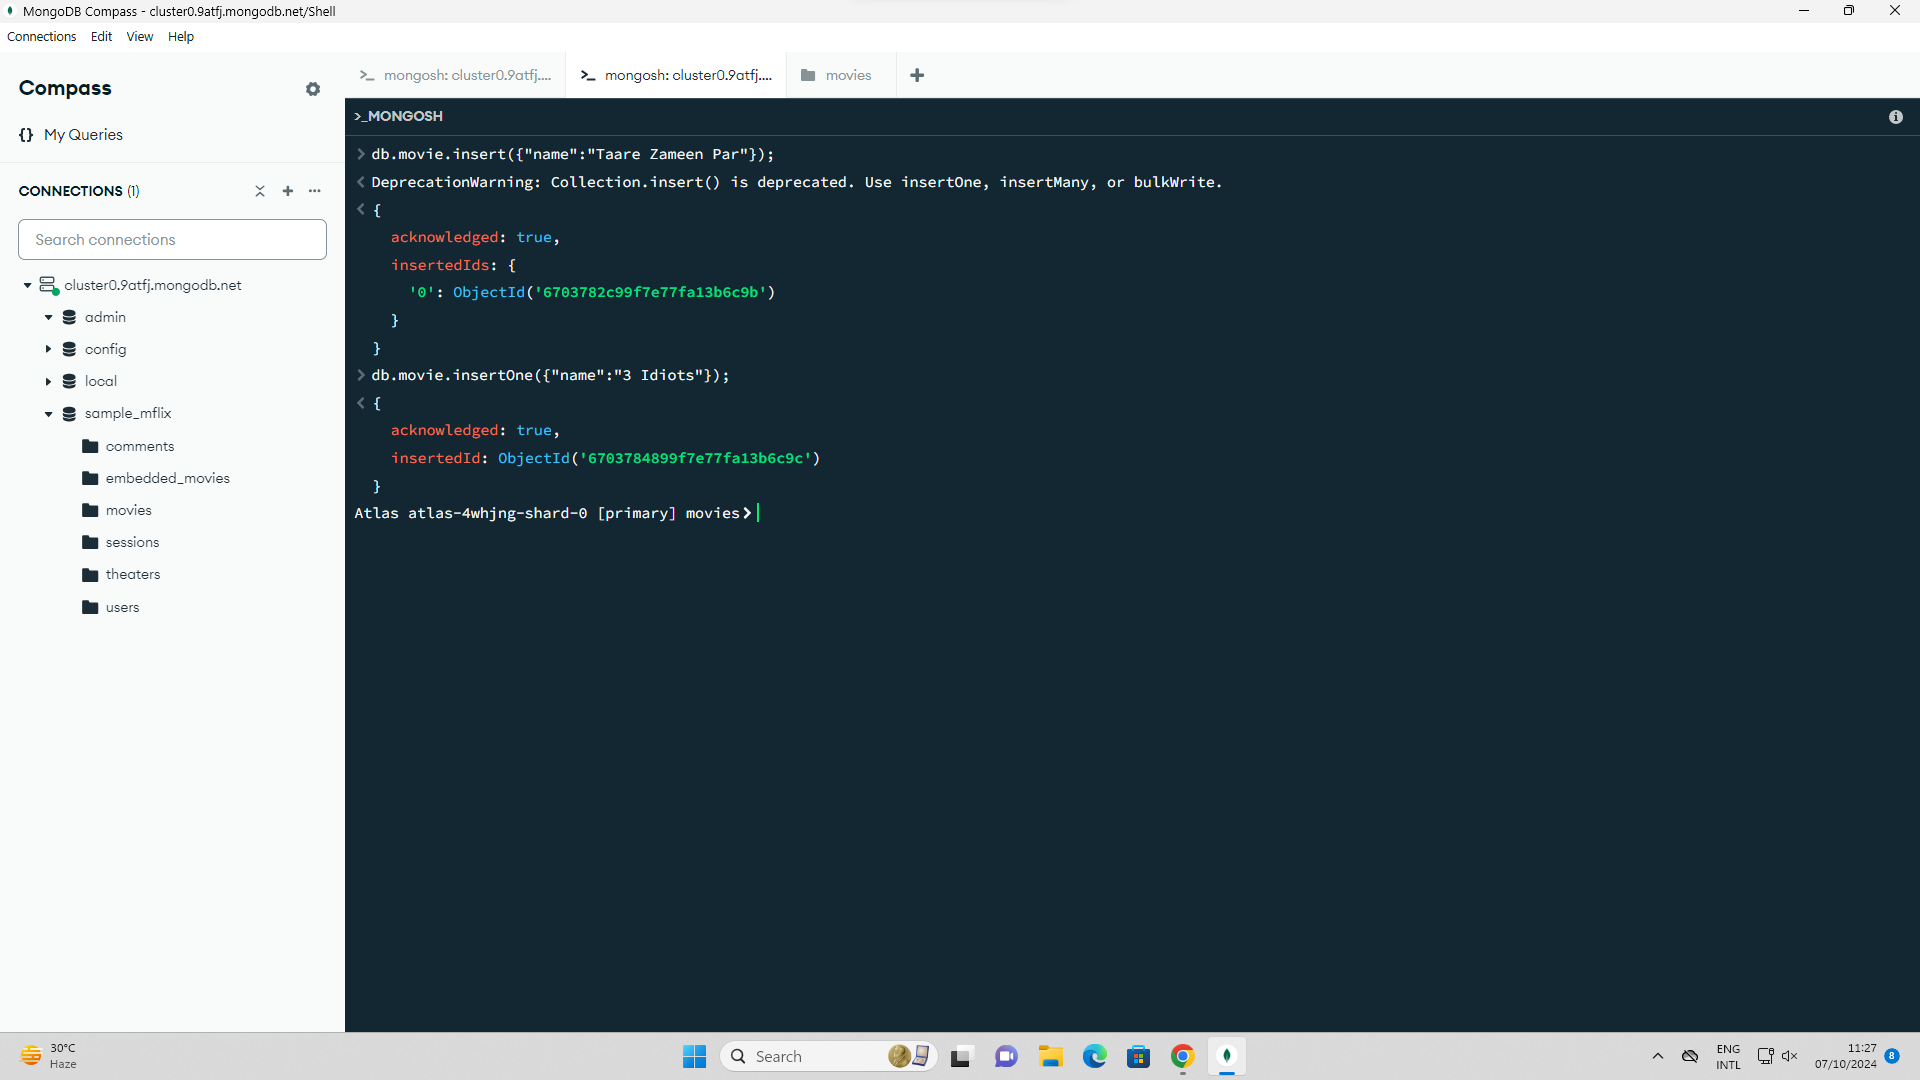 MongoDB Compass - cluster0.9atfj.mongodb.net/Shell
Connections Edit View Help
Compass
{} My Queries
CONNECTIONS (1)
Search connections
cluster0.9atfj.mongodb.net
admin
config
local
sample_mflix
comments
embedded_movies
movies
sessions
theaters
users
>_ mongosh: cluster0.9atfj.... >_ mongosh: cluster0.9atfj.... movies
>_MONGOSH
> db.movie.insert({"name":"Taare Zameen Par"});
< DeprecationWarning: Collection.insert() is deprecated. Use insertOne, insertMany, or bulkWrite.
< {
acknowledged: true,
insertedIds: {
'0': ObjectId('6703782c99f7e77fa13b6c9b')
}
}
> db.movie.insertOne({"name":"3 Idiots"});
< {
acknowledged: true,
insertedId: ObjectId('6703784899f7e77fa13b6c9c')
}
Atlas atlas-4whjng-shard-0 [primary] movies>
30°C
Haze
Search
ENG
INTL
11:27
07/10/2024
8